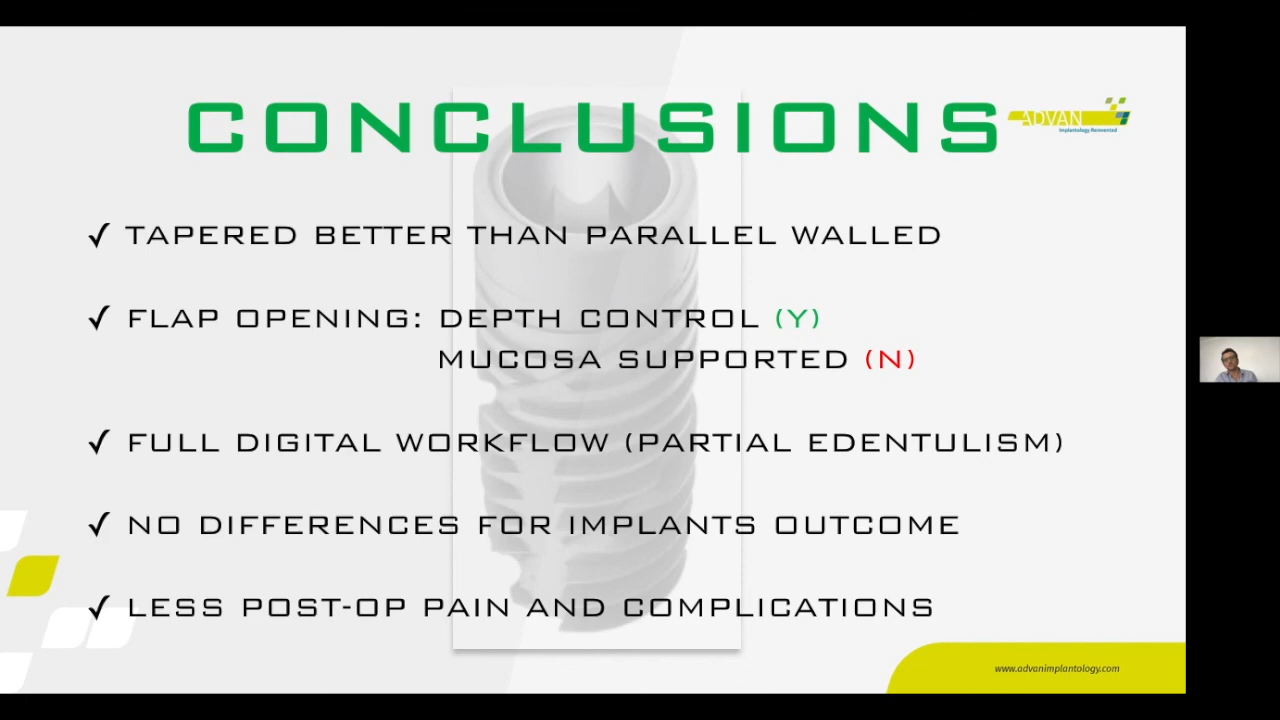 CONCLUSIONS
ADVAN
Implantology Reinvented
✓ TAPERED BETTER THAN PARALLEL WALLED
✓ FLAP OPENING: DEPTH CONTROL (Y)
MUCOSA SUPPORTED (N)
✓ FULL DIGITAL WORKFLOW (PARTIAL EDENTULISM)
✓ NO DIFFERENCES FOR IMPLANTS OUTCOME
✓ LESS POST-OP PAIN AND COMPLICATIONS
www.advanimplantology.com